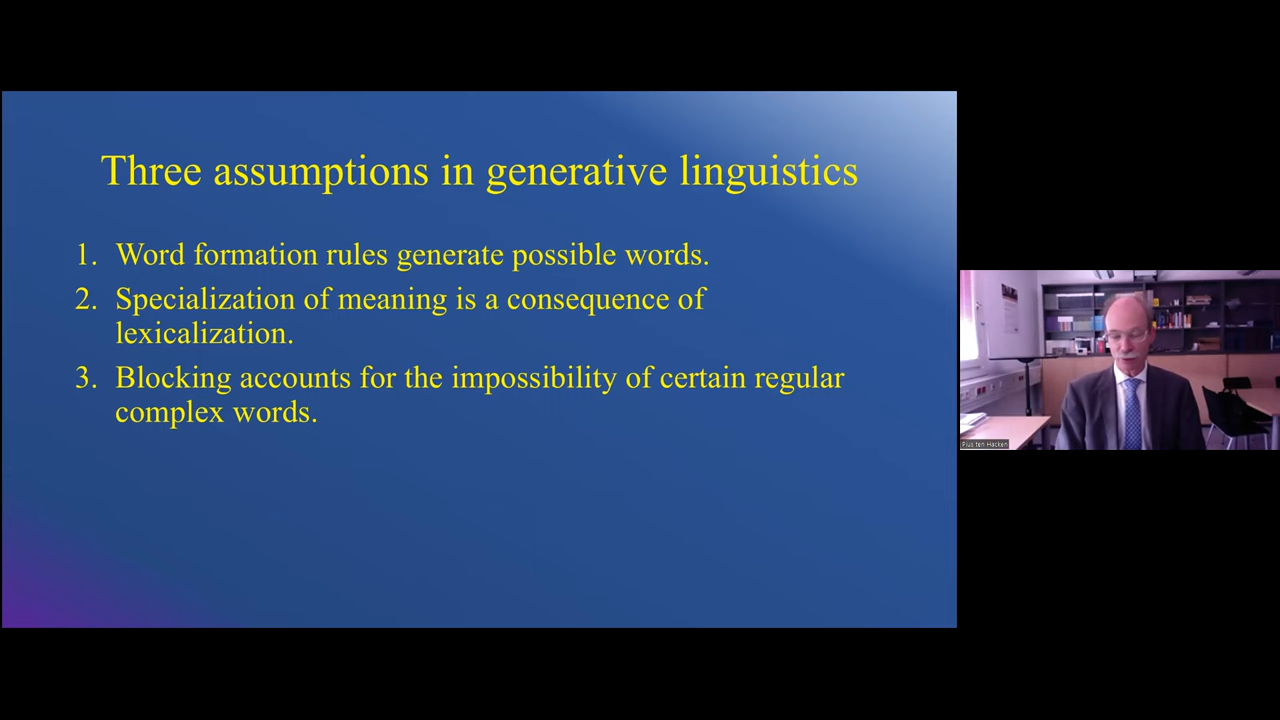 Three assumptions in generative linguistics
1. Word formation rules generate possible words.
2. Specialization of meaning is a consequence of
lexicalization.
3. Blocking accounts for the impossibility of certain regular
complex words.
Pius ten Hacken